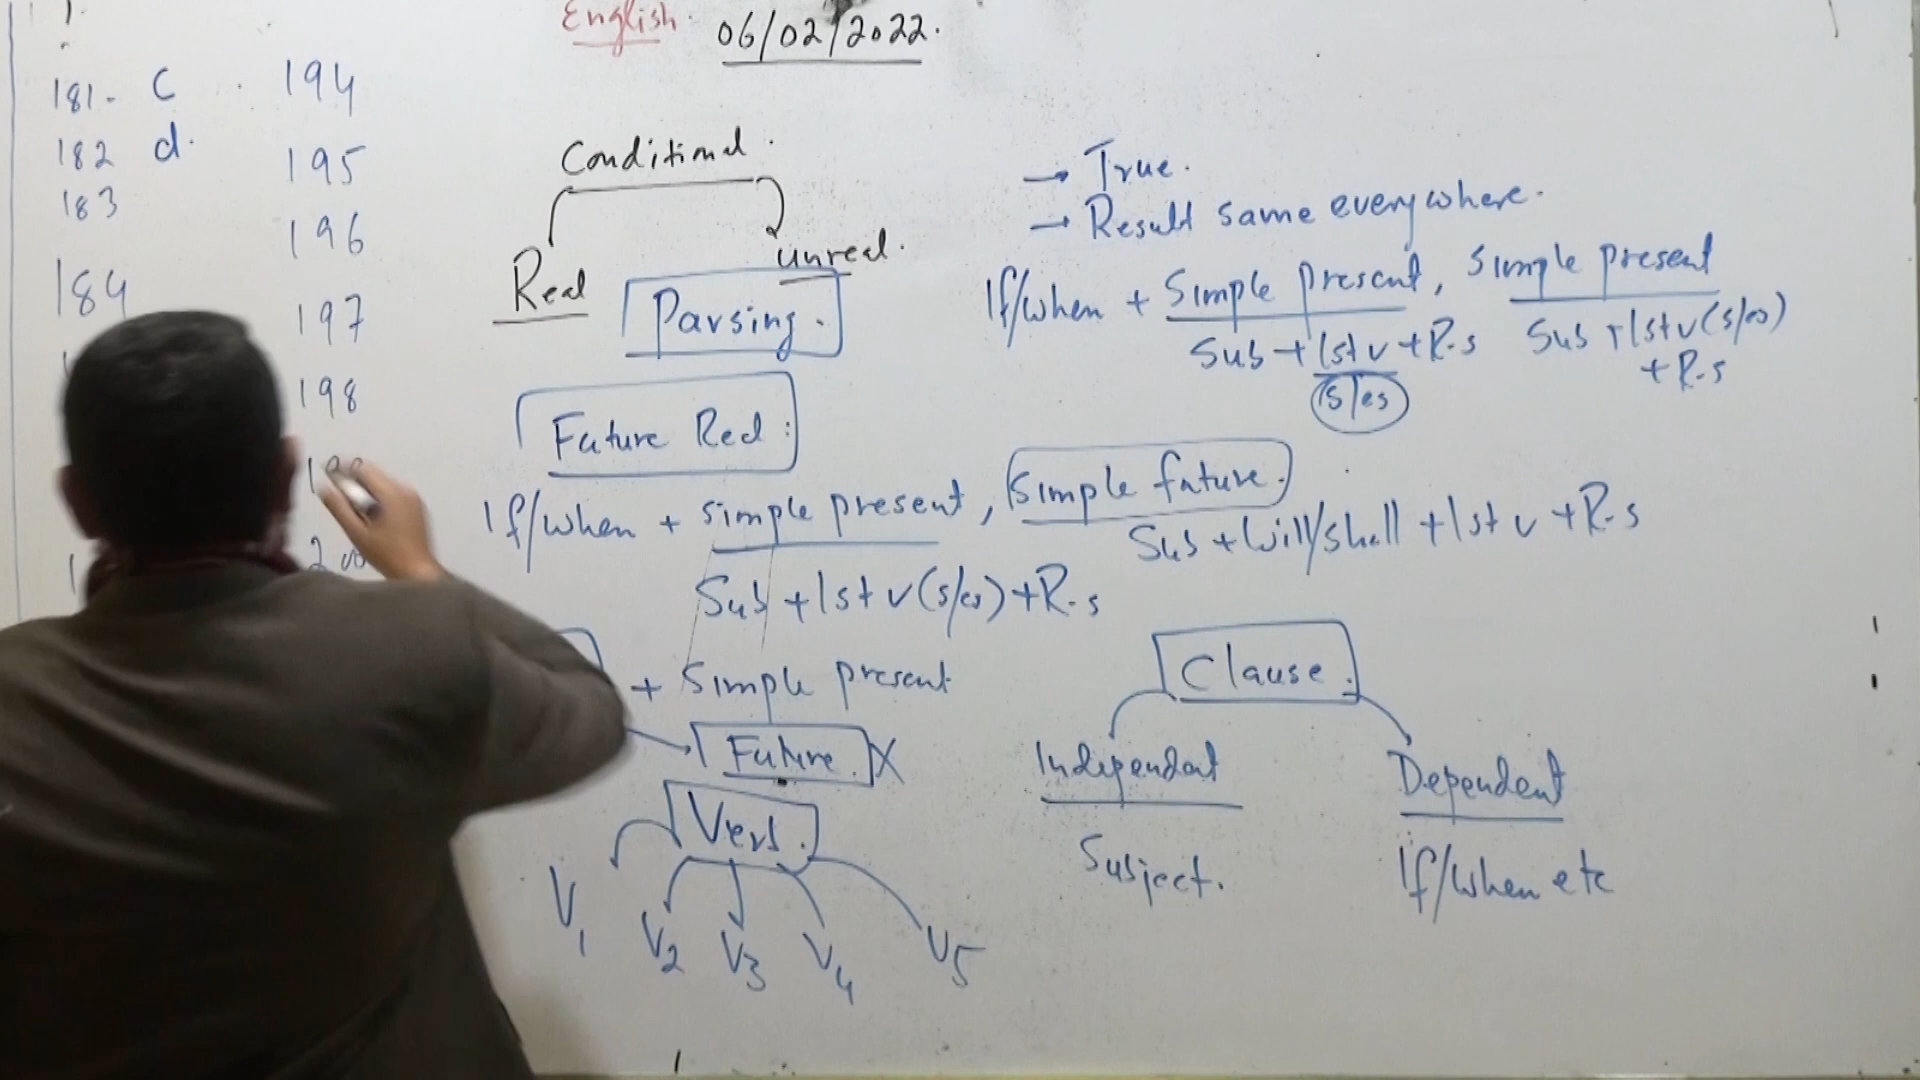 English. 06/02/2022.
181- C
182 d.
183
184
194
195
196
197
198
199
200
Conditional.
Real
unreal.
Parsing.
→ True.
→ Result same everywhere.
If/when + Simple present, Simple present
Sub + 1st v + R-s
s/es
Sub + 1st v (s/es)
+ R-s
Future Real:
If/when + simple present, Simple future.
Sub + will/shall + 1st v + R-s
Sub + 1st v (s/es) + R-s
+ Simple present
Future. X
Verb.
V1 V2 V3 V4 V5
Clause.
Independent
Subject.
Dependent
If/when etc